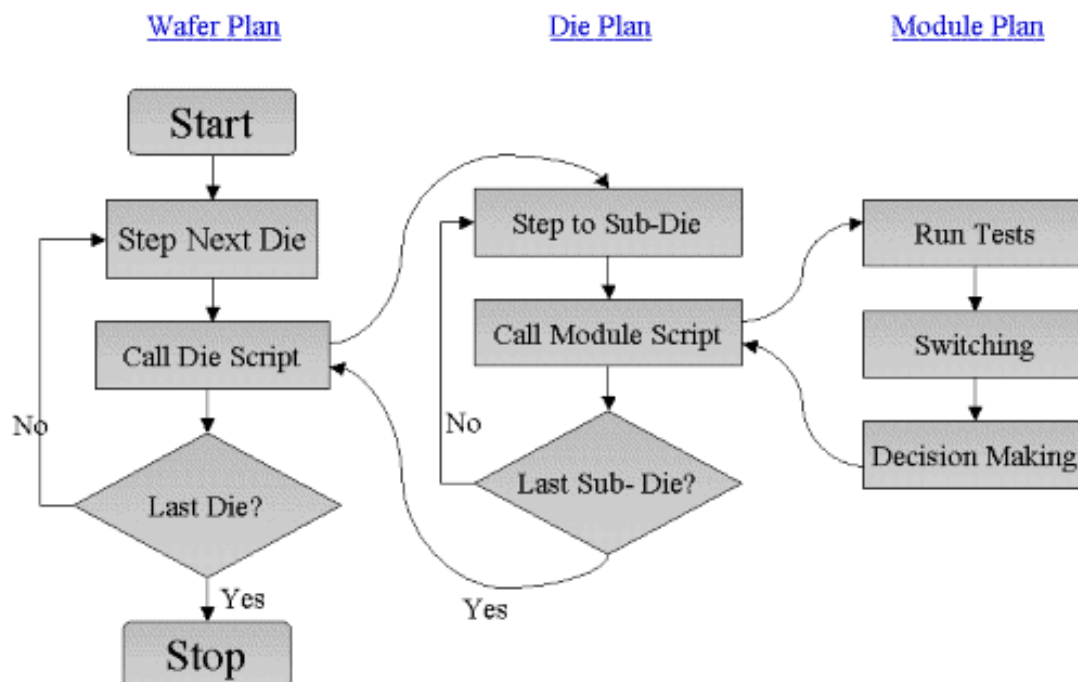 Wafer Plan
Die Plan
Module Plan
Start
Step Next Die
Call Die Script
No
Last Die?
Yes
Stop
Step to Sub-Die
Call Module Script
No
Last Sub- Die?
Yes
Run Tests
Switching
Decision Making